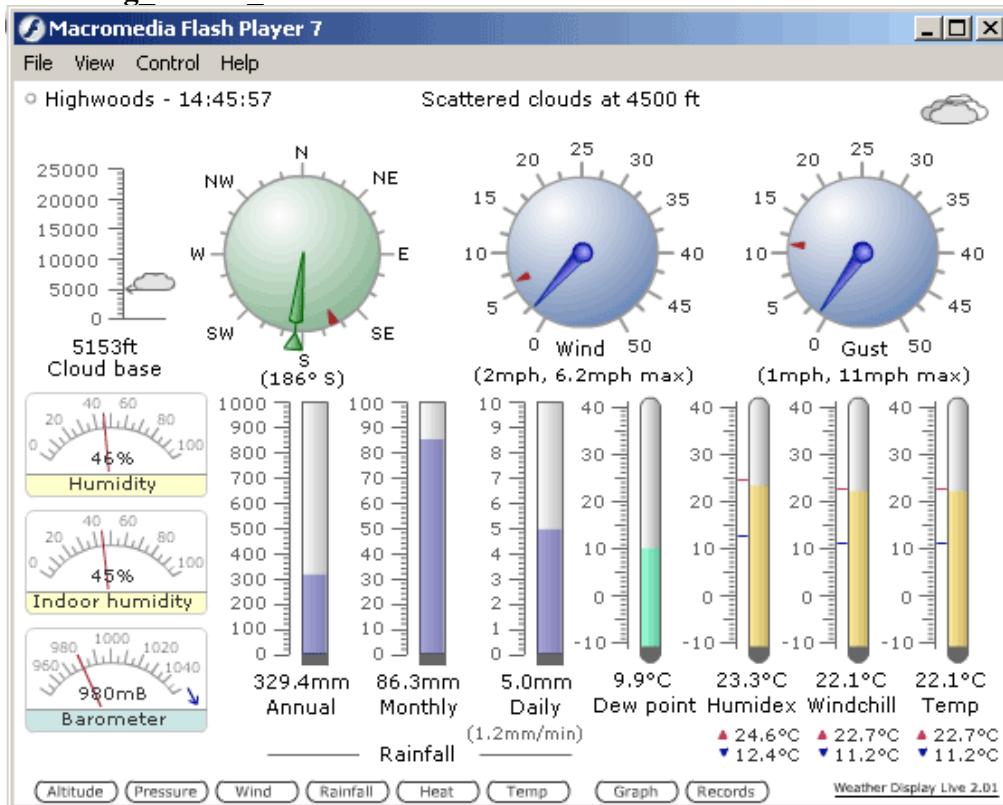 Macromedia Flash Player 7
File View Control Help
Highwoods - 14:45:57
Scattered clouds at 4500 ft
25000
20000
15000
10000
5000
0
5153ft
Cloud base
N
NE
E
SE
S
SW
W
NW
(186° S)
0
5
10
15
20
25
30
35
40
45
50
Wind
(2mph, 6.2mph max)
0
5
10
15
20
25
30
35
40
45
50
Gust
(1mph, 11mph max)
0 20 40 60 80 100
46%
Humidity
0 20 40 60 80 100
45%
Indoor humidity
960 980 1000 1020 1040
980mB
Barometer
1000
900
800
700
600
500
400
300
200
100
0
329.4mm
Annual
100
90
80
70
60
50
40
30
20
10
0
86.3mm
Monthly
10
9
8
7
6
5
4
3
2
1
0
5.0mm
Daily
(1.2mm/min)
Rainfall
40
30
20
10
0
-10
9.9°C
Dew point
40
30
20
10
0
-10
23.3°C
Humidex
24.6°C
12.4°C
40
30
20
10
0
-10
22.1°C
Windchill
22.7°C
11.2°C
40
30
20
10
0
-10
22.1°C
Temp
22.7°C
11.2°C
Altitude Pressure Wind Rainfall Heat Temp Graph Records
Weather Display Live 2.01